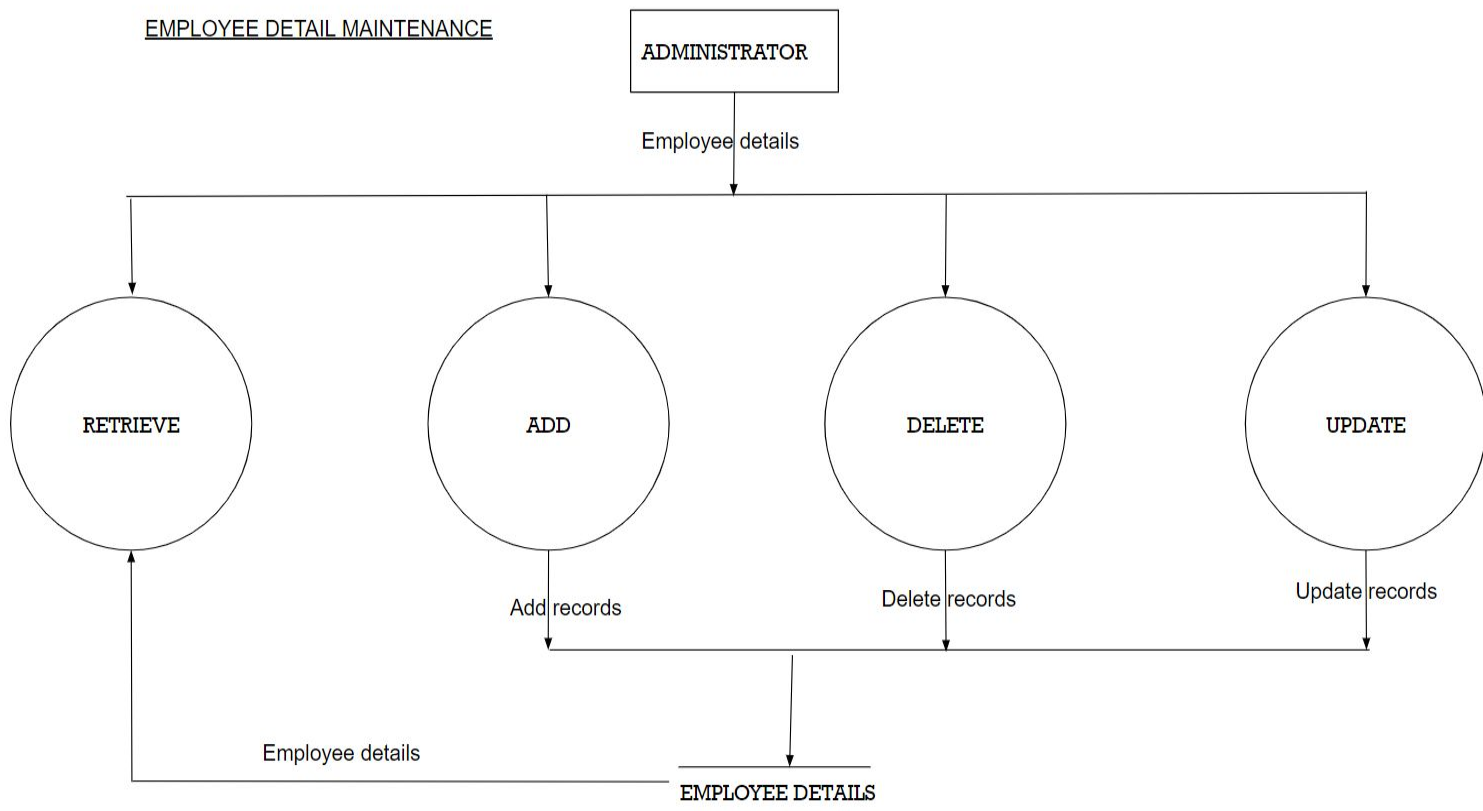 EMPLOYEE DETAIL MAINTENANCE
ADMINISTRATOR
Employee details
RETRIEVE
ADD
DELETE
UPDATE
Add records
Delete records
Update records
Employee details
EMPLOYEE DETAILS